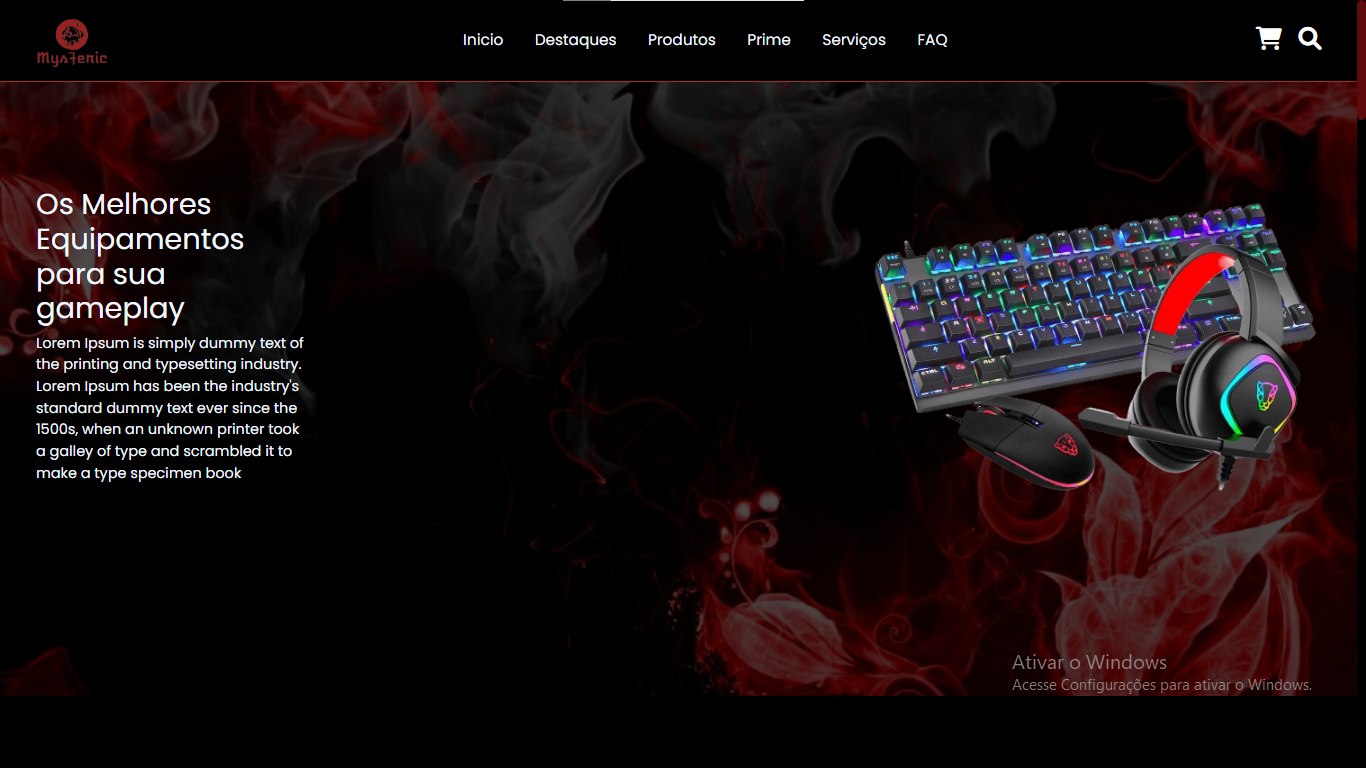 Mys7eric
Inicio Destaques Produtos Prime Serviços FAQ
Os Melhores
Equipamentos
para sua
gameplay
Lorem Ipsum is simply dummy text of
the printing and typesetting industry.
Lorem Ipsum has been the industry's
standard dummy text ever since the
1500s, when an unknown printer took
a galley of type and scrambled it to
make a type specimen book
Ativar o Windows
Acesse Configurações para ativar o Windows.